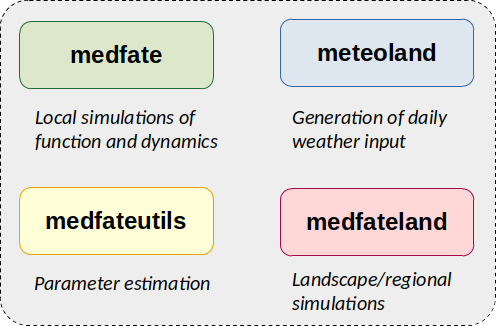 medfate
meteoland
Local simulations of
function and dynamics
Generation of daily
weather input
medfateutils
medfateland
Parameter estimation
Landscape/regional
simulations